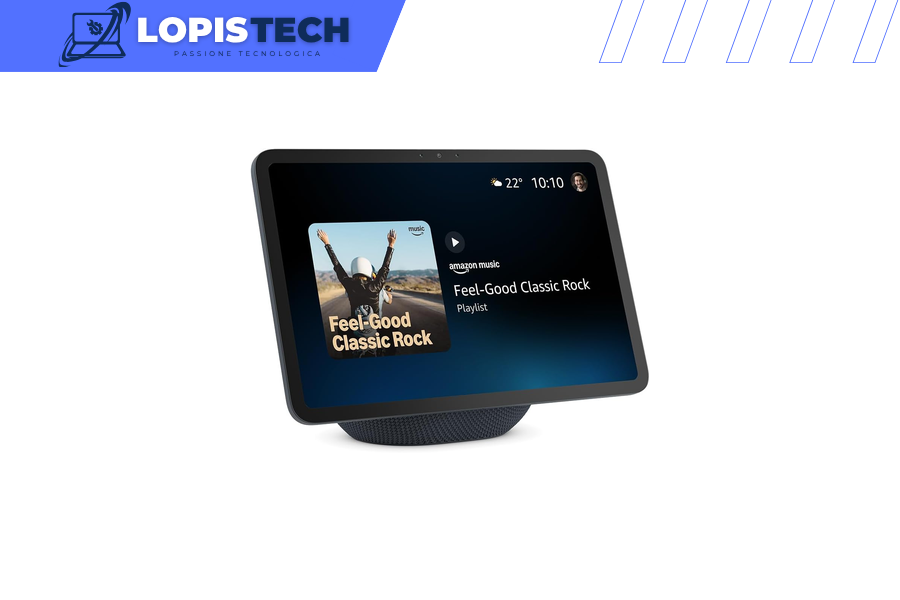 LOPISTECH
PASSIONE TECNOLOGICA
22° 10:10
music
Feel-Good
Classic Rock
amazon music
Feel-Good Classic Rock
Playlist